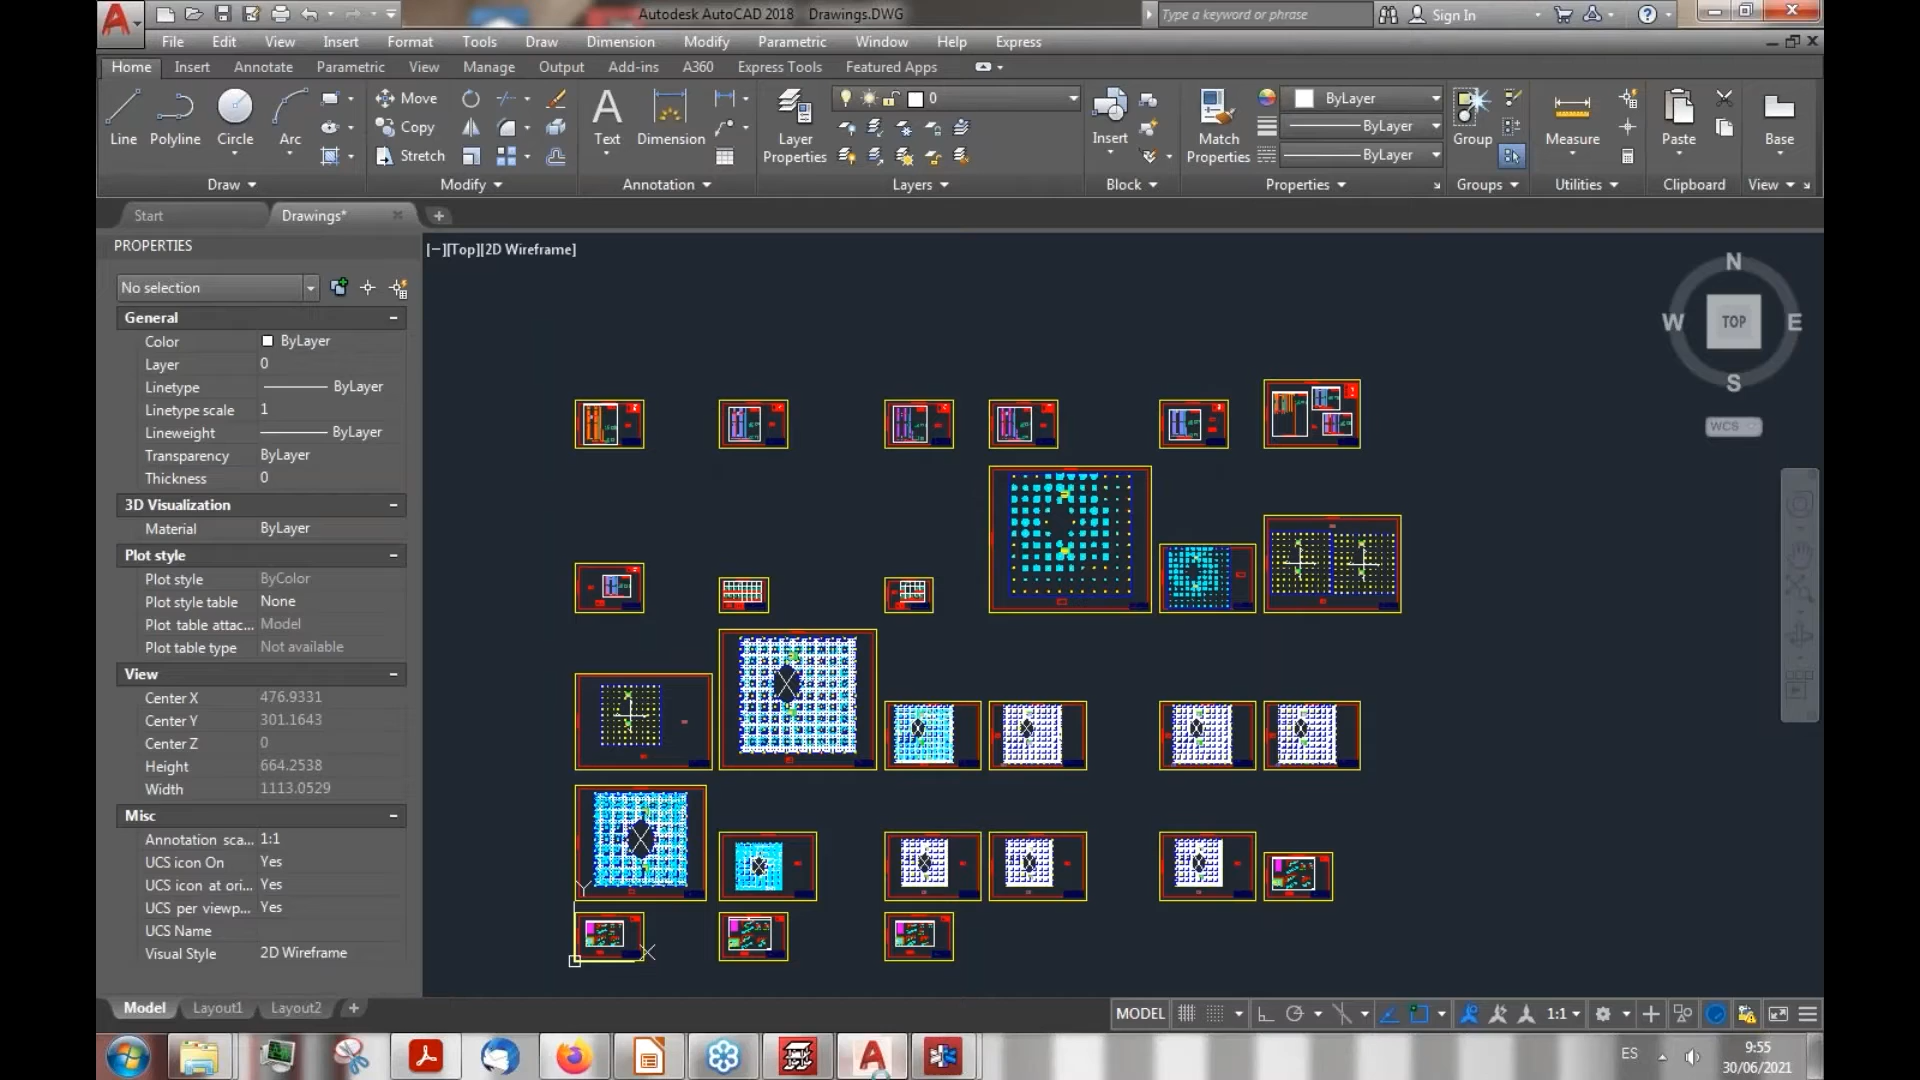 Autodesk AutoCAD 2018 Drawings.DWG
Type a keyword or phrase
Sign In
File Edit View Insert Format Tools Draw Dimension Modify Parametric Window Help Express
Home Insert Annotate Parametric View Manage Output Add-ins A360 Express Tools Featured Apps
Line Polyline Circle Arc
Move
Copy
Stretch
Text Dimension
Layer Properties
0
Insert
Match Properties
ByLayer
ByLayer
ByLayer
Group
Measure
Paste
Base
Draw Modify Annotation Layers Block Properties Groups Utilities Clipboard View
Start Drawings*
PROPERTIES
[−][Top][2D Wireframe]
No selection
General
Color ByLayer
Layer 0
Linetype ByLayer
Linetype scale 1
Lineweight ByLayer
Transparency ByLayer
Thickness 0
3D Visualization
Material ByLayer
Plot style
Plot style ByColor
Plot style table None
Plot table attac... Model
Plot table type Not available
View
Center X 476.9331
Center Y 301.1643
Center Z 0
Height 664.2538
Width 1113.0529
Misc
Annotation sca... 1:1
UCS icon On Yes
UCS icon at ori... Yes
UCS per viewp... Yes
UCS Name
Visual Style 2D Wireframe
N
W TOP E
S
WCS
Y
X
Model Layout1 Layout2
MODEL
1:1
ES
9:55
30/06/2021